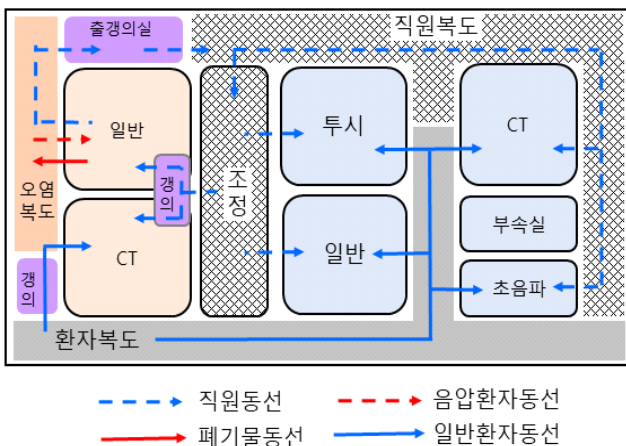 출갱의실
직원복도
일반
투시
CT
오염
복도
갱
의
조
정
일반
부속실
CT
갱
의
초음파
환자복도
직원동선
음압환자동선
폐기물동선
일반환자동선